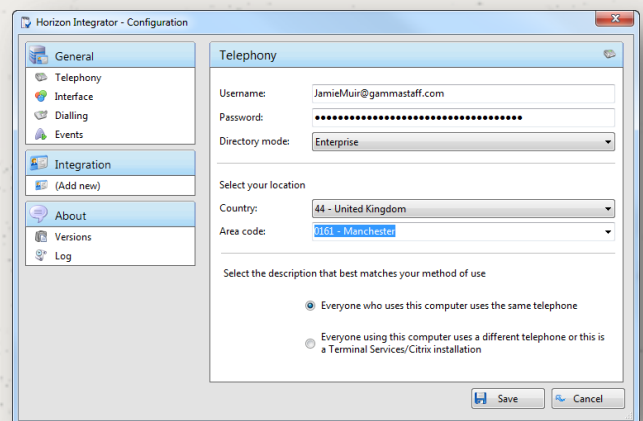 Horizon Integrator - Configuration
General
Telephony
Interface
Dialling
Events
Integration
(Add new)
About
Versions
Log
Telephony
Username: JamieMuir@gammastaff.com
Password:
Directory mode: Enterprise
Select your location
Country: 44 - United Kingdom
Area code: 0161 - Manchester
Select the description that best matches your method of use
Everyone who uses this computer uses the same telephone
Everyone using this computer uses a different telephone or this is
a Terminal Services/Citrix installation
Save Cancel